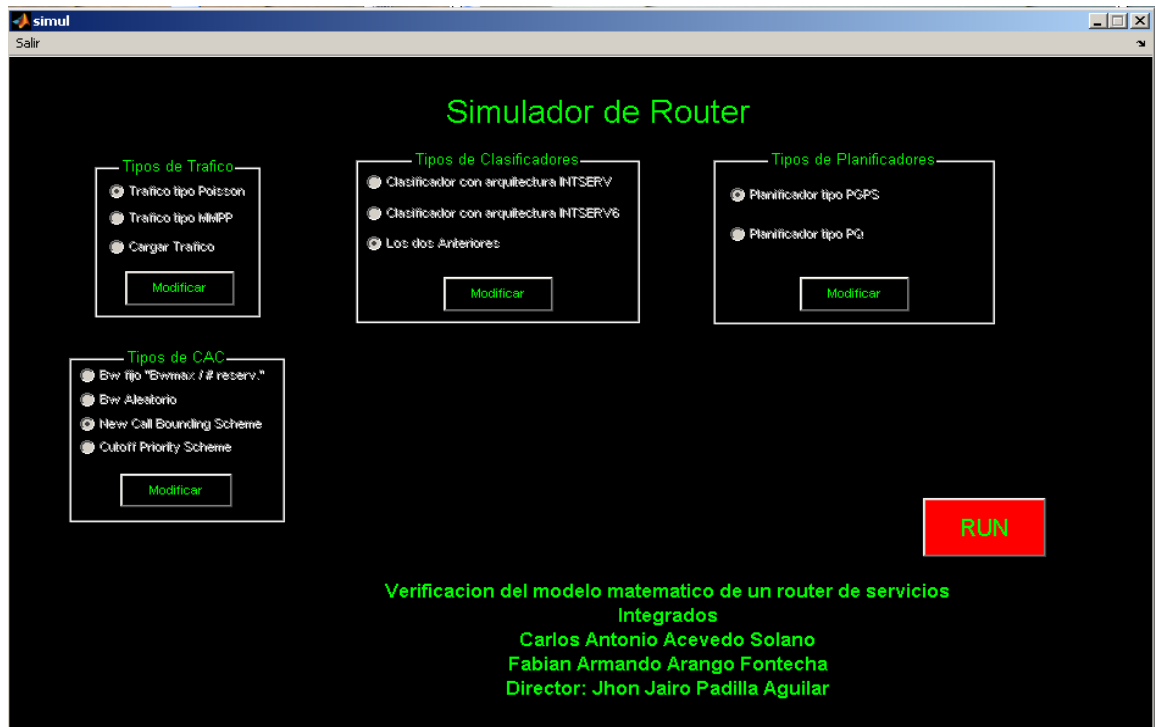 simul
Salir
Simulador de Router
Tipos de Trafico
Trafico tipo Poisson
Trafico tipo MMPP
Cargar Trafico
Modificar
Tipos de Clasificadores
Clasificador con arquitectura INTSERV
Clasificador con arquitectura INTSERV6
Los dos Anteriores
Modificar
Tipos de Planificadores
Planificador tipo PGPS
Planificador tipo PQ
Modificar
Tipos de CAC
Bw fijo "Bwmax / # reserv."
Bw Aleatorio
New Call Bounding Scheme
Cutoff Priority Scheme
Modificar
RUN
Verificacion del modelo matematico de un router de servicios
Integrados
Carlos Antonio Acevedo Solano
Fabian Armando Arango Fontecha
Director: Jhon Jairo Padilla Aguilar